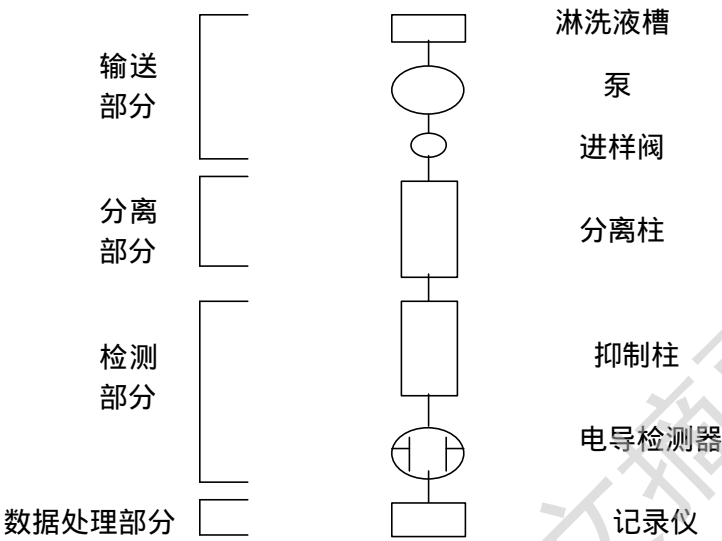 淋洗液槽
输送
部分
泵
进样阀
分离
部分
分离柱
检测
部分
抑制柱
电导检测器
数据处理部分
记录仪
文摘